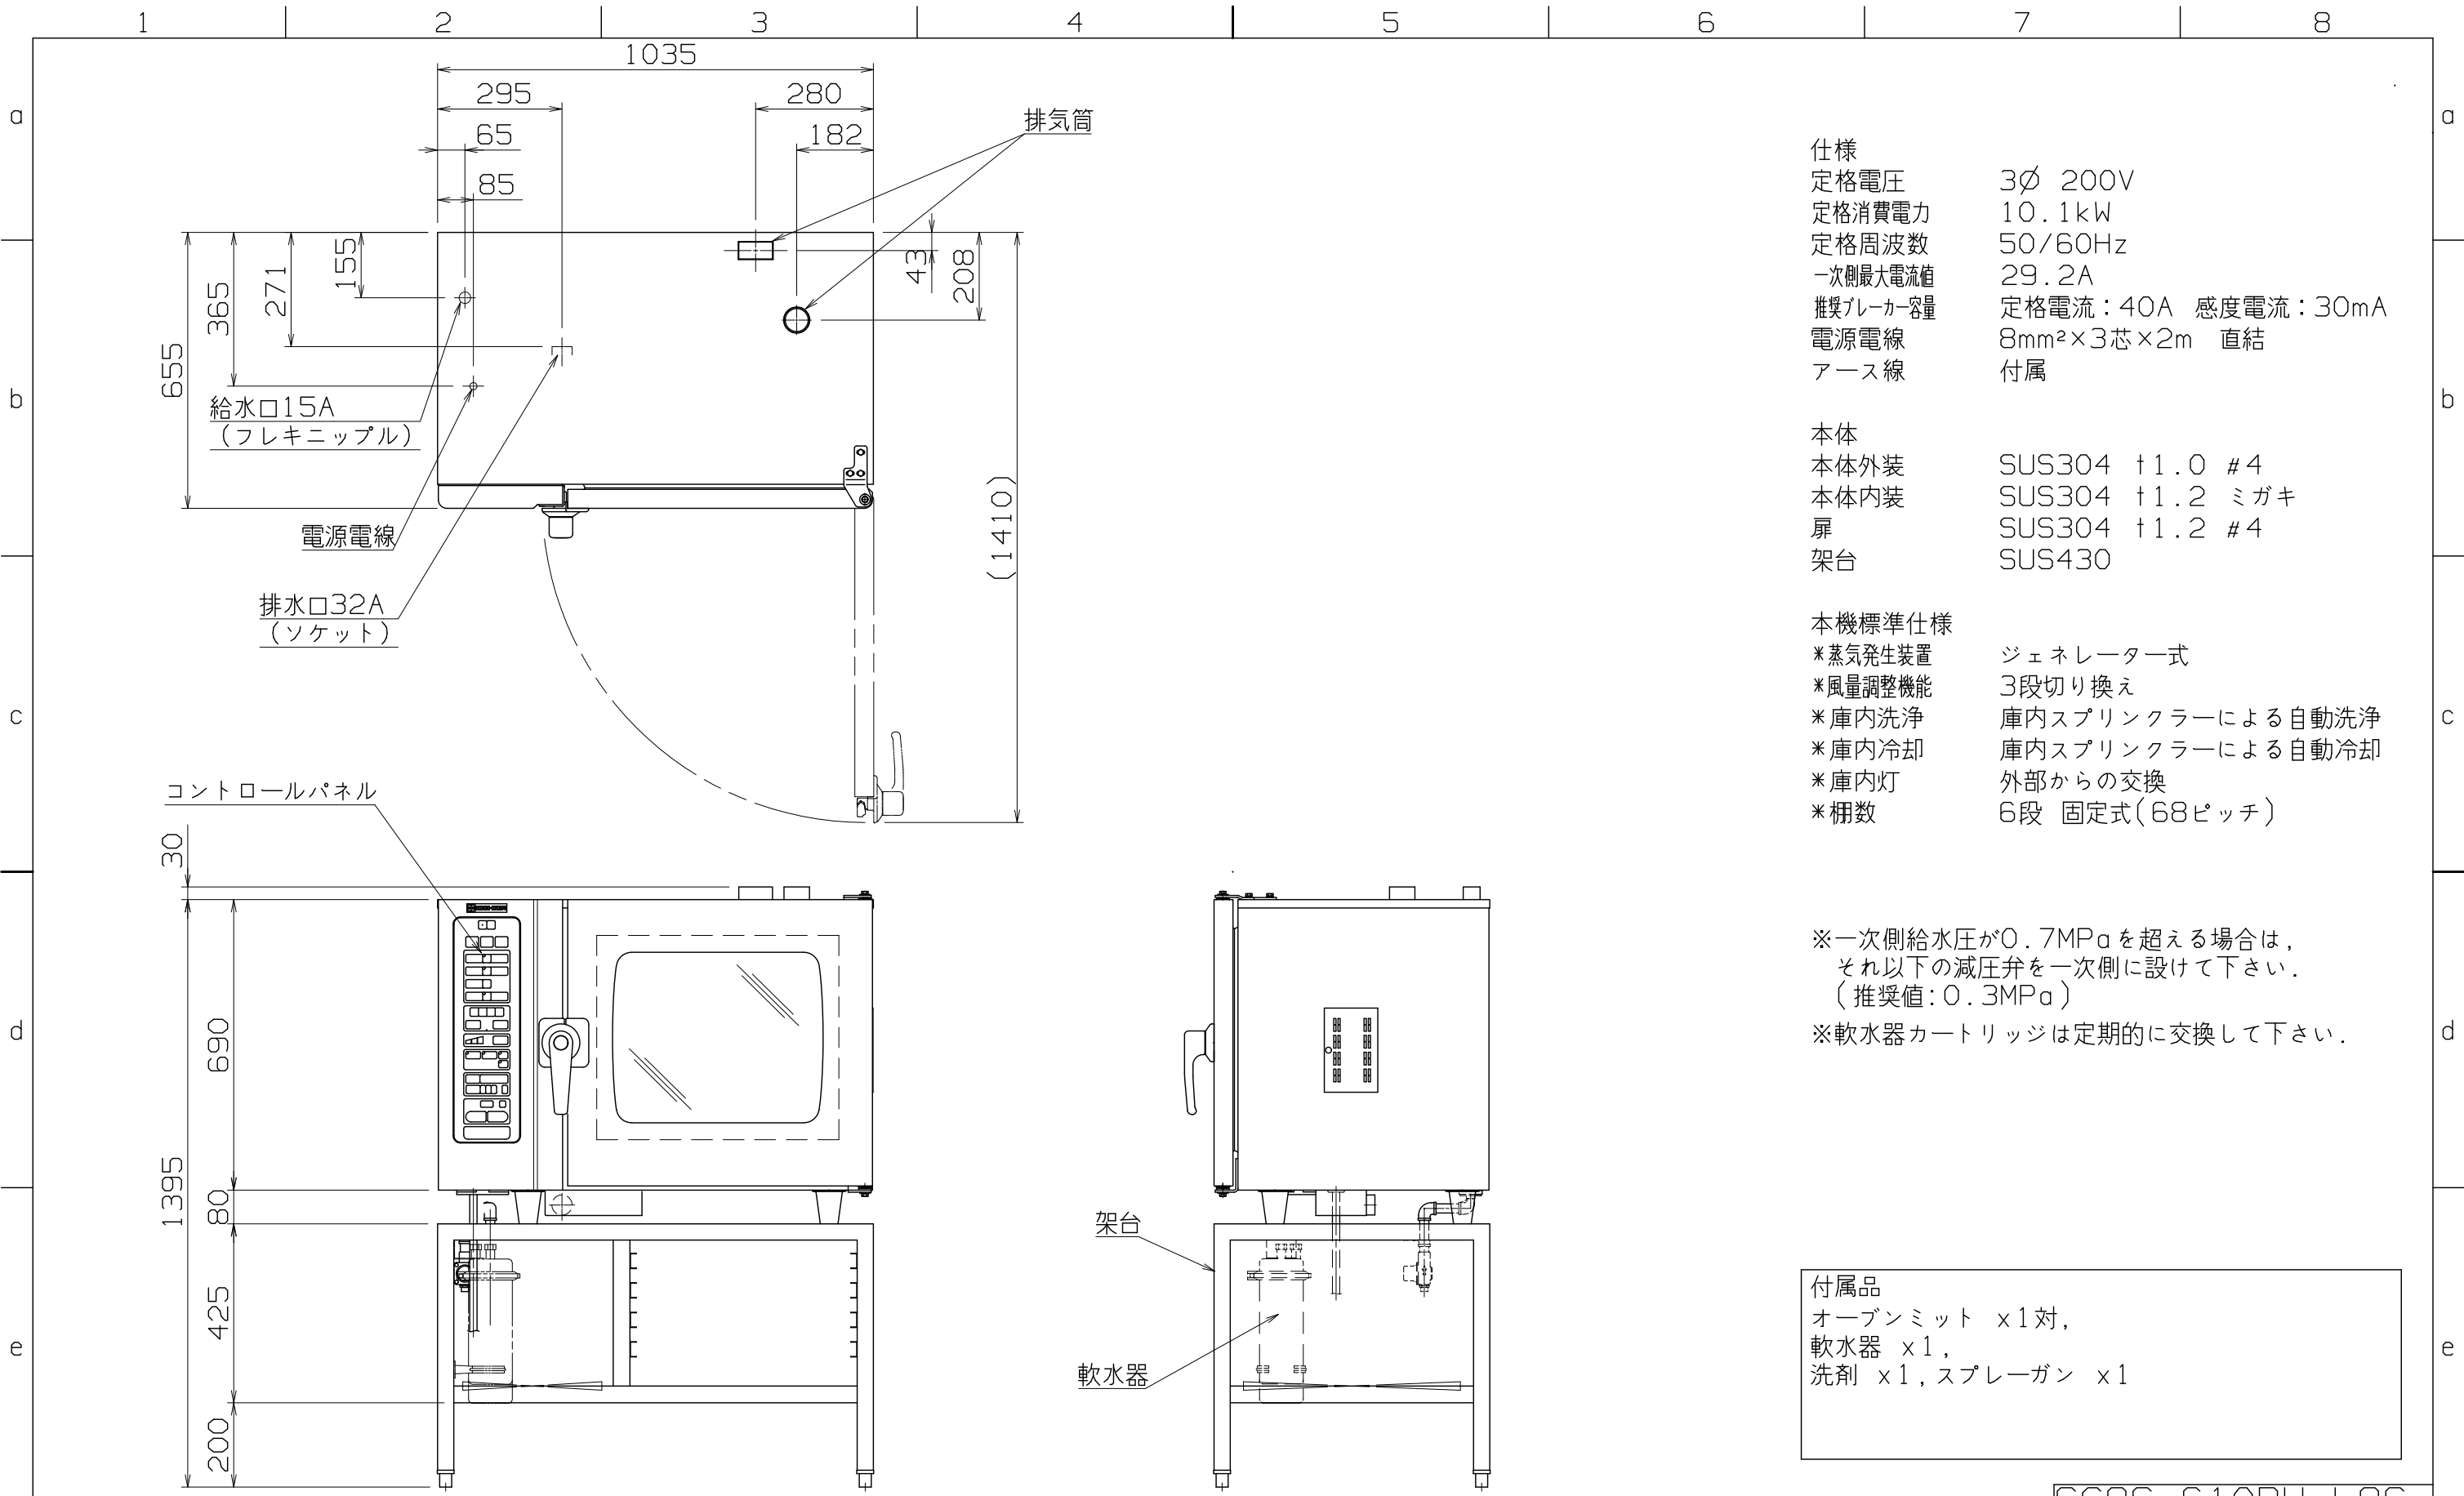 1 2 3 4 5 6 7 8
a
b
c
d
e
a
b
c
d
e
1035
295
280
65
182
85
排気筒
155
271
365
655
43
208
(1410)
給水口15A
(フレキニップル)
電源電線
排水口32A
(ソケット)
コントロールパネル
30
690
1395
80
425
200
架台
軟水器
仕様
定格電圧 3∅ 200V
定格消費電力 10.1kW
定格周波数 50/60Hz
一次側最大電流値 29.2A
推奨ブレーカー容量 定格電流：40A 感度電流：30mA
電源電線 8mm²×3芯×2m 直結
アース線 付属
本体
本体外装 SUS304 t1.0 #4
本体内装 SUS304 t1.2 ミガキ
扉 SUS304 t1.2 #4
架台 SUS430
本機標準仕様
*蒸気発生装置 ジェネレーター式
*風量調整機能 3段切り換え
*庫内洗浄 庫内スプリンクラーによる自動洗浄
*庫内冷却 庫内スプリンクラーによる自動冷却
*庫内灯 外部からの交換
*棚数 6段 固定式(68ピッチ)
※一次側給水圧が0.7MPaを超える場合は，
それ以下の減圧弁を一次側に設けて下さい．
(推奨値:0.3MPa)
※軟水器カートリッジは定期的に交換して下さい．
付属品
オーブンミット x1対，
軟水器 x1，
洗剤 x1，スプレーガン x1